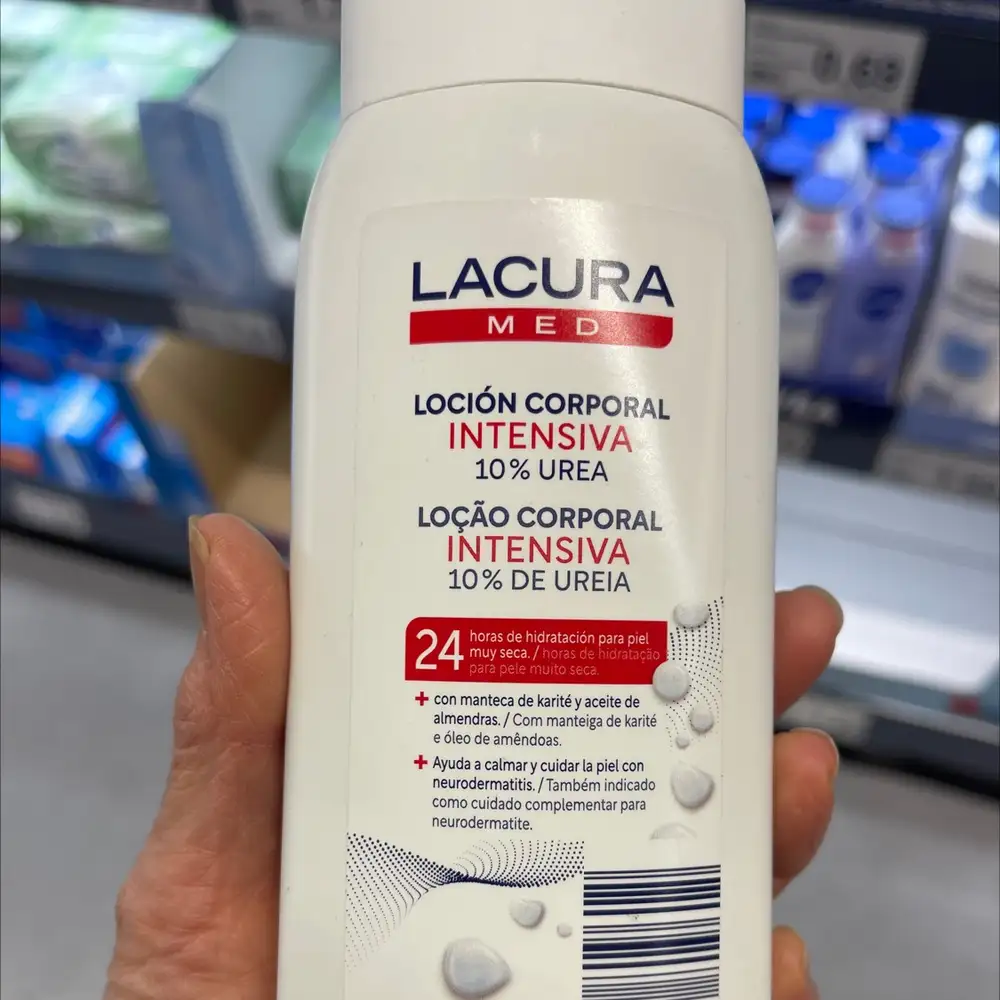 0.69
LACURA
MED
LOCIÓN CORPORAL
INTENSIVA
10% UREA
LOÇÃO CORPORAL
INTENSIVA
10% DE UREIA
24 horas de hidratación para piel
muy seca. / horas de hidratação
para pele muito seca.
+ con manteca de karité y aceite de
almendras. / Com manteiga de karité
e óleo de amêndoas.
+ Ayuda a calmar y cuidar la piel con
neurodermatitis. / Também indicado
como cuidado complementar para
neurodermatite.